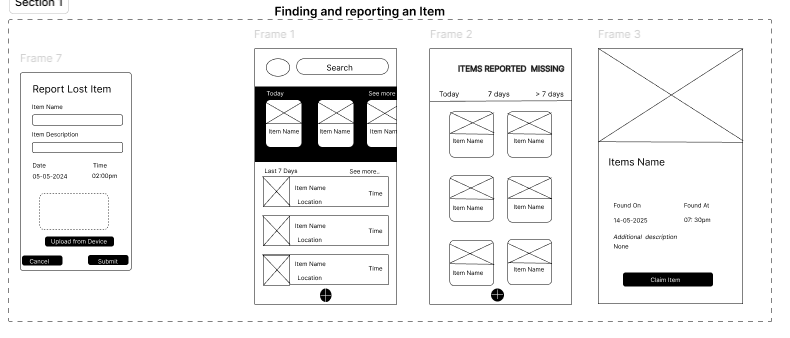 Section 1
Finding and reporting an Item
Frame 7
Report Lost Item
Item Name
Item Description
Date Time
05-05-2024 02:00pm
Upload from Device
Cancel Submit
Frame 1
Search
Today See more
Item Name Item Name Item Nam
Last 7 Days See more..
Item Name
Location
Time
Item Name
Location
Time
Item Name
Location
Time
Frame 2
ITEMS REPORTED MISSING
Today 7 days > 7 days
Item Name Item Name
Item Name Item Name
Item Name Item Name
Frame 3
Items Name
Found On Found At
14-05-2025 07: 30pm
Additional description
None
Claim Item